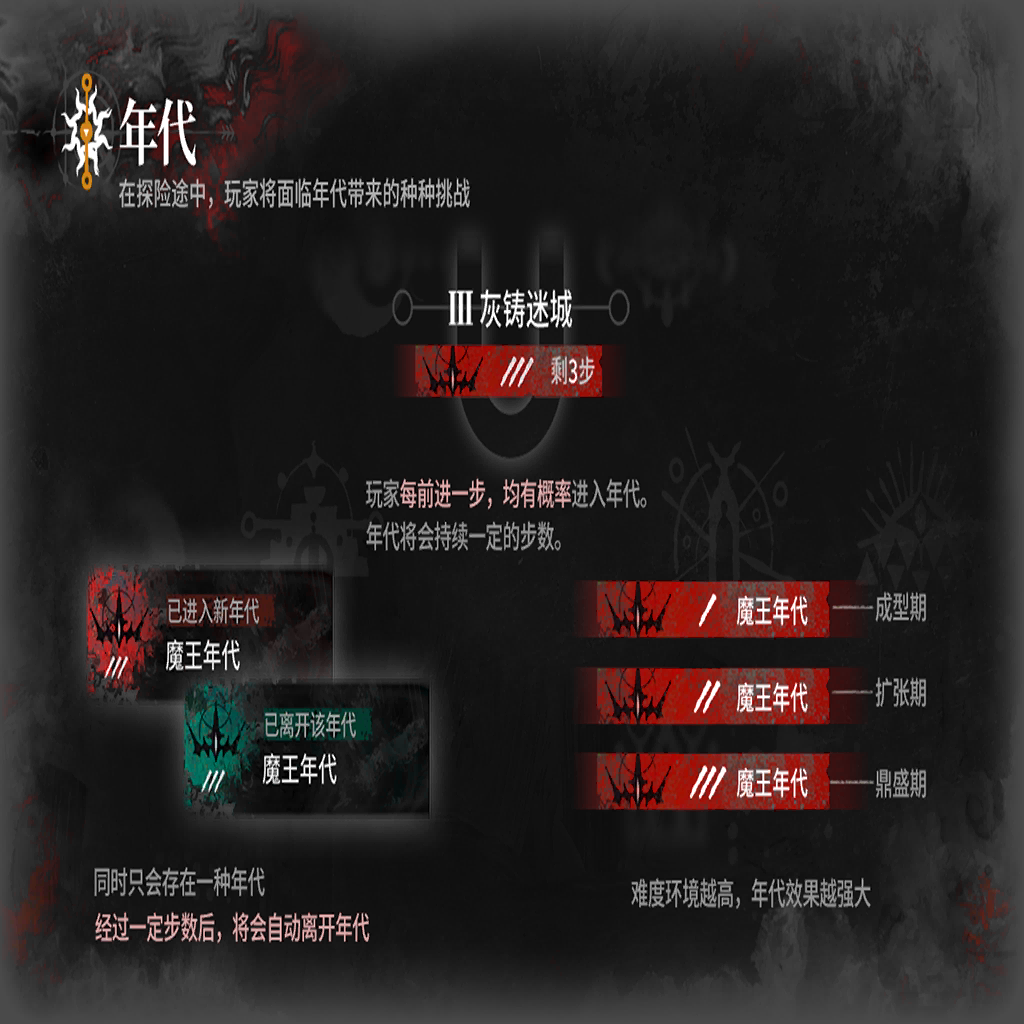 年代
在探险途中，玩家将面临年代带来的种种挑战
III 灰铸迷城
剩3步
玩家每前进一步，均有概率进入年代。
年代将会持续一定的步数。
已进入新年代
魔王年代
已离开该年代
魔王年代
同时只会存在一种年代
经过一定步数后，将会自动离开年代
魔王年代 成型期
魔王年代 扩张期
魔王年代 鼎盛期
难度环境越高，年代效果越强大